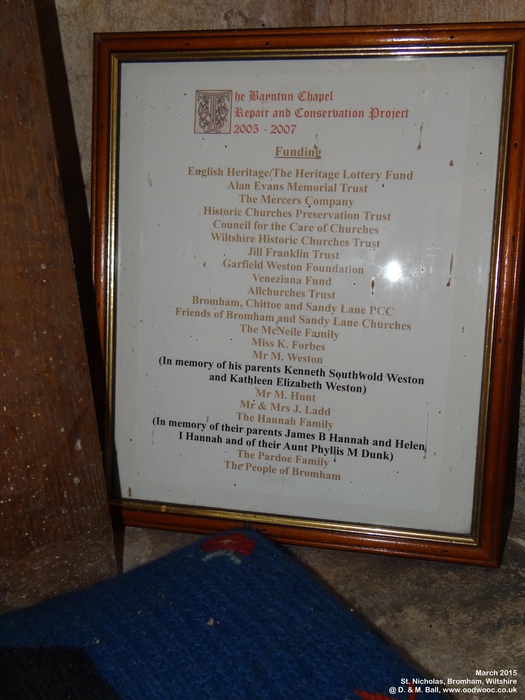 The Bayntun Chapel
Repair and Conservation Project
2005 - 2007
Funding
English Heritage/The Heritage Lottery Fund
Alan Evans Memorial Trust
The Mercers Company
Historic Churches Preservation Trust
Council for the Care of Churches
Wiltshire Historic Churches Trust
Jill Franklin Trust
Garfield Weston Foundation
Veneziana Fund
Allchurches Trust
Bromham, Chittoe and Sandy Lane PCC
Friends of Bromham and Sandy Lane Churches
The McNeile Family
Miss K. Forbes
Mr M. Weston
(In memory of his parents Kenneth Southwold Weston
and Kathleen Elizabeth Weston)
Mr M. Hunt
Mr & Mrs J. Ladd
The Hannah Family
(In memory of their parents James B Hannah and Helen
I Hannah and of their Aunt Phyllis M Dunk)
The Pardoe Family
The People of Bromham
March 2015
St. Nicholas, Bromham, Wiltshire
@ D. & M. Ball, www.oodwooc.co.uk